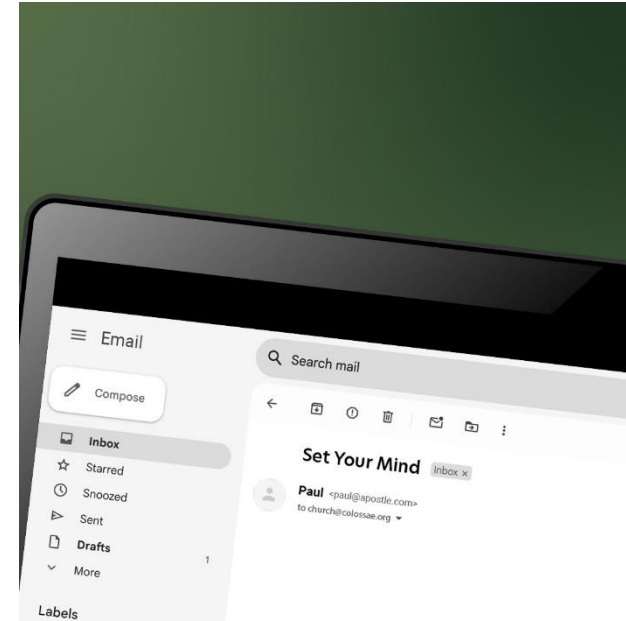 Email
Search mail
Compose
Inbox
Starred
Snoozed
Sent
Drafts 1
More
Labels
Set Your Mind Inbox ×
Paul <paul@apostle.com>
to church@colossae.org